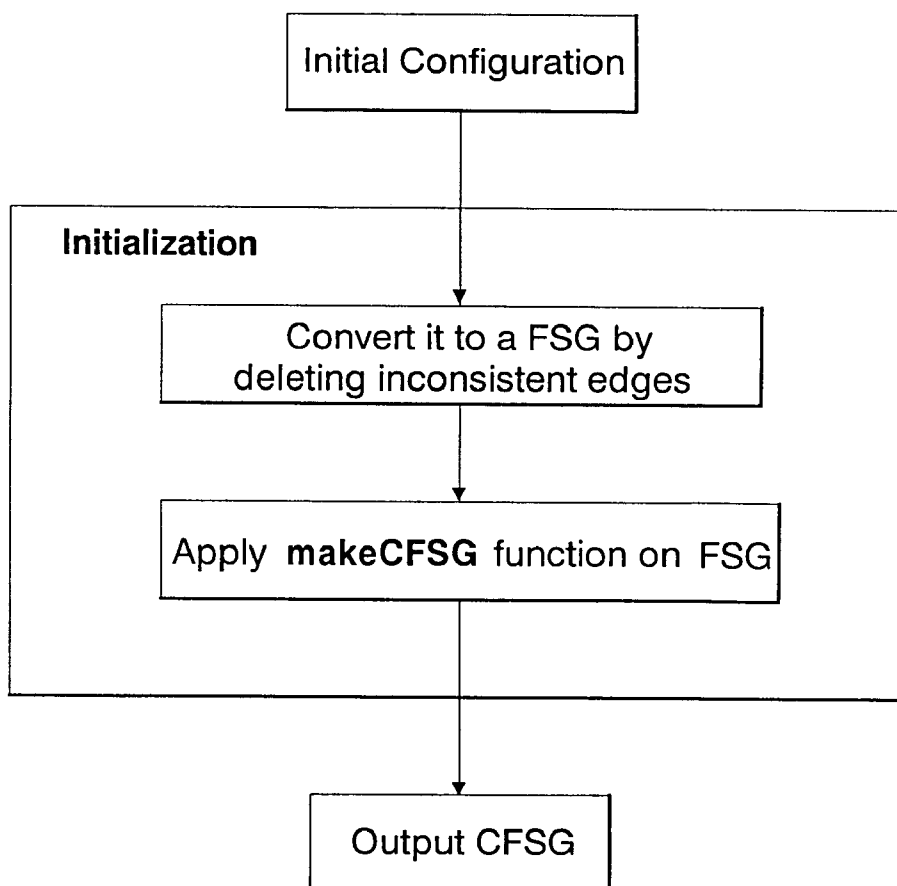 Initial Configuration
Initialization
Convert it to a FSG by
deleting inconsistent edges
Apply makeCFSG function on FSG
Output CFSG